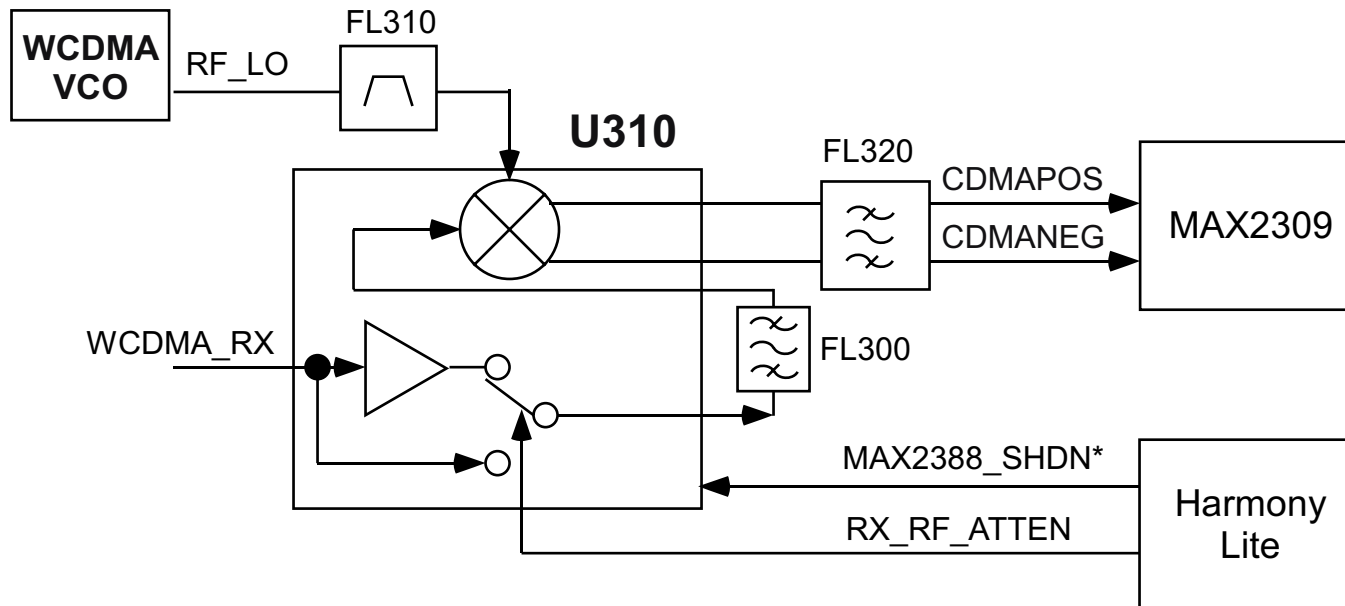 FL310
WCDMA
VCO
RF_LO
U310
FL320
CDMAPOS
CDMANEG
MAX2309
WCDMA_RX
FL300
MAX2388_SHDN*
RX_RF_ATTEN
Harmony
Lite